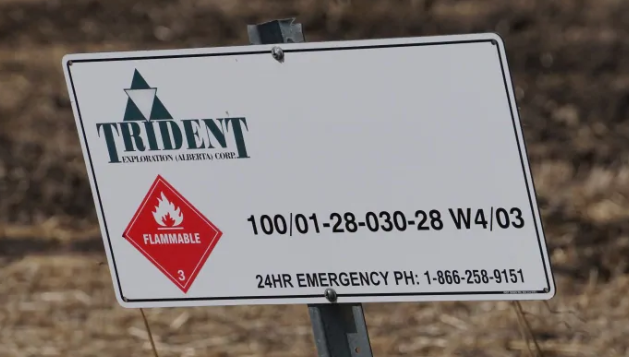 TRIDENT
EXPLORATION (ALBERTA) CORP.
FLAMMABLE
3
100/01-28-030-28 W4/03
24HR EMERGENCY PH: 1-866-258-9151